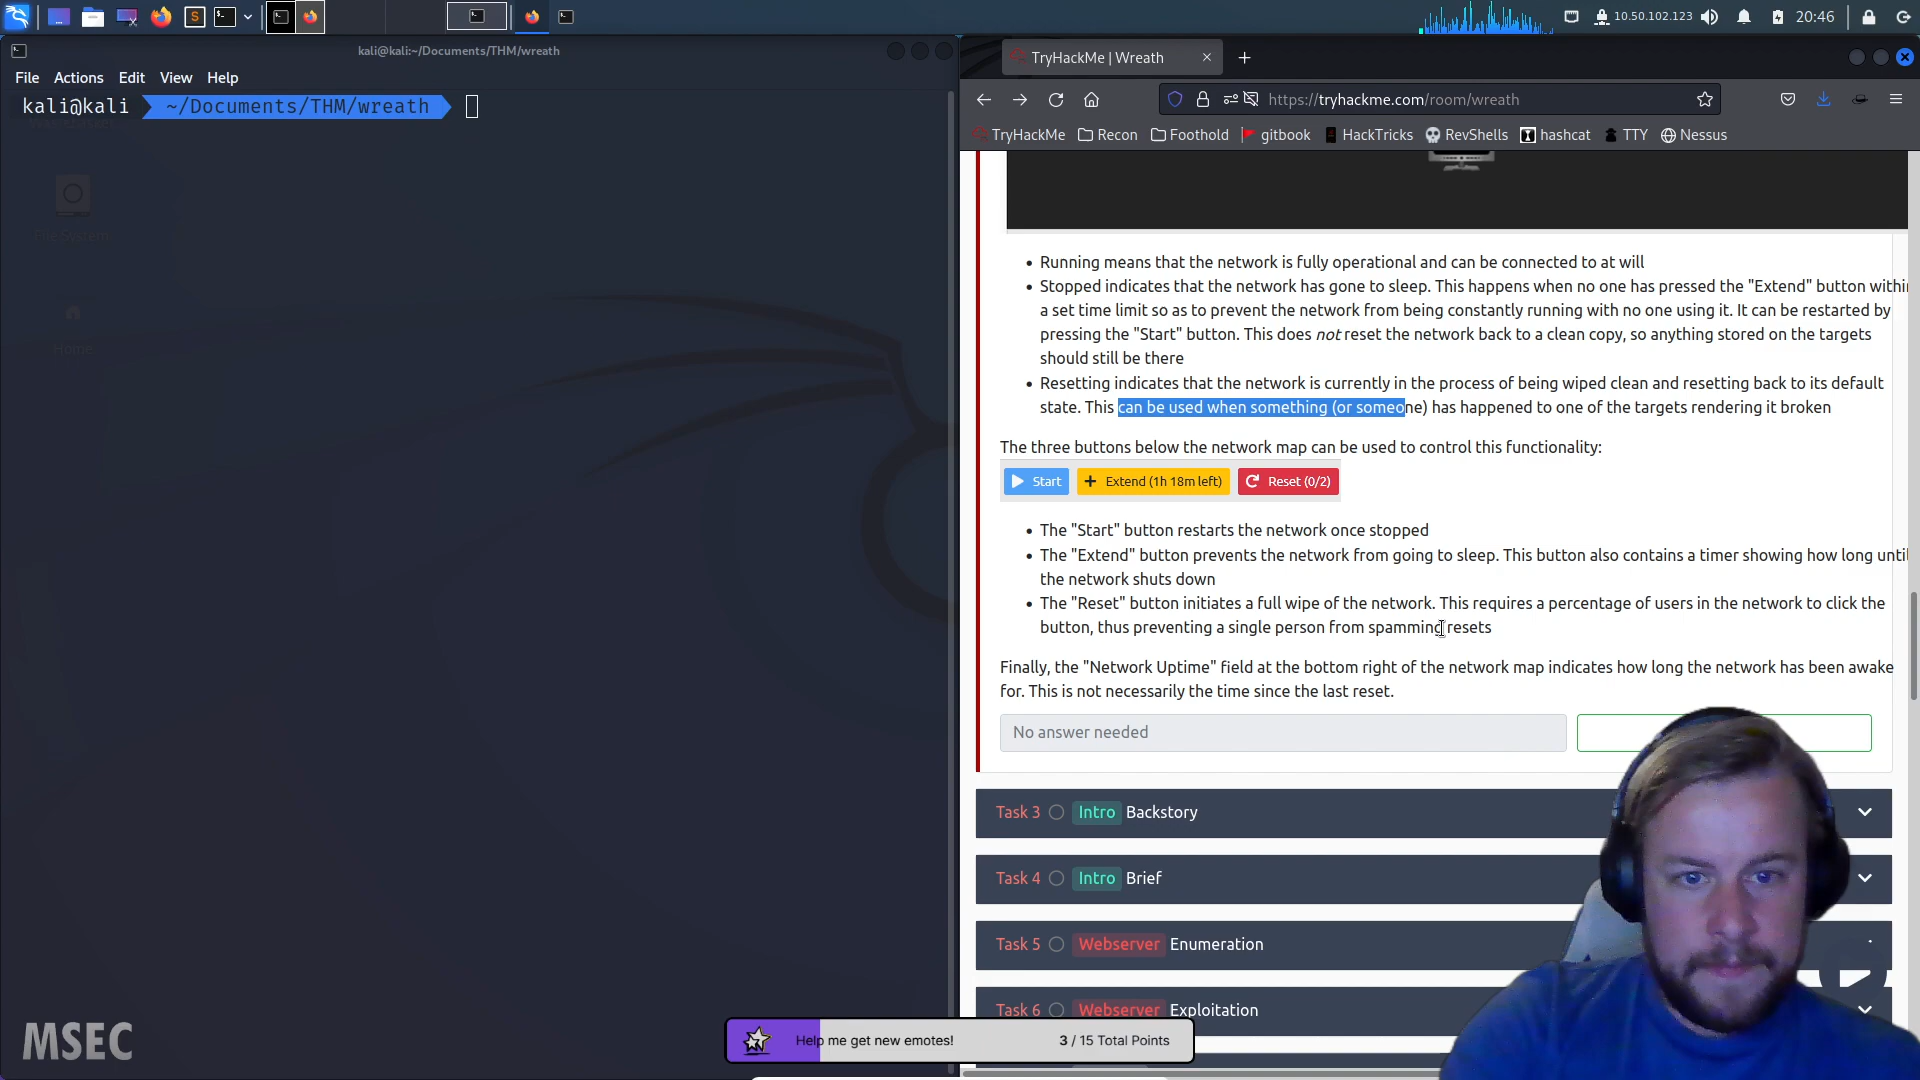 10.50.102.123
20:46
kali@kali:~/Documents/THM/wreath
File Actions Edit View Help
kali@kali ~/Documents/THM/wreath
File System
Home
TryHackMe | Wreath
https://tryhackme.com/room/wreath
TryHackMe Recon Foothold gitbook HackTricks RevShells hashcat TTY Nessus
Running means that the network is fully operational and can be connected to at will
Stopped indicates that the network has gone to sleep. This happens when no one has pressed the "Extend" button withi
a set time limit so as to prevent the network from being constantly running with no one using it. It can be restarted by
pressing the "Start" button. This does not reset the network back to a clean copy, so anything stored on the targets
should still be there
Resetting indicates that the network is currently in the process of being wiped clean and resetting back to its default
state. This can be used when something (or someone) has happened to one of the targets rendering it broken
The three buttons below the network map can be used to control this functionality:
Start + Extend (1h 18m left) Reset (0/2)
The "Start" button restarts the network once stopped
The "Extend" button prevents the network from going to sleep. This button also contains a timer showing how long until
the network shuts down
The "Reset" button initiates a full wipe of the network. This requires a percentage of users in the network to click the
button, thus preventing a single person from spamming resets
Finally, the "Network Uptime" field at the bottom right of the network map indicates how long the network has been awake
for. This is not necessarily the time since the last reset.
No answer needed
Task 3 Intro Backstory
Task 4 Intro Brief
Task 5 Webserver Enumeration
Task 6 Webserver Exploitation
MSEC
Help me get new emotes! 3 / 15 Total Points